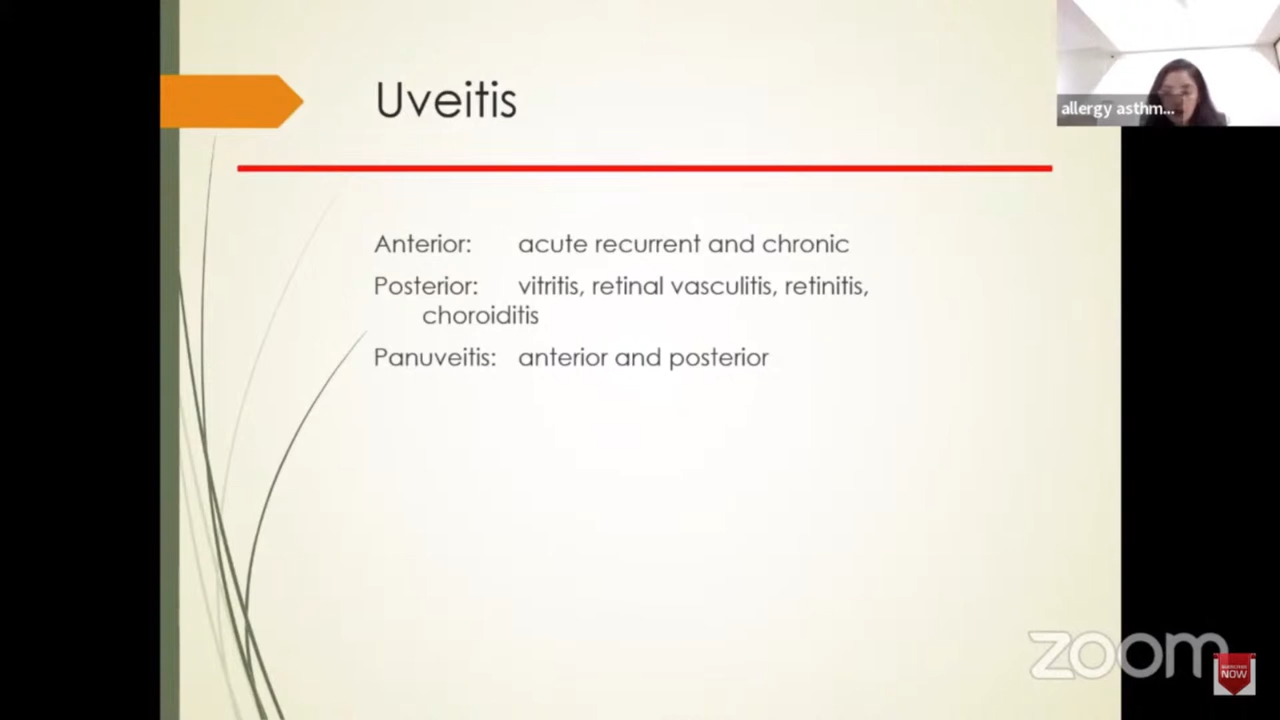 Uveitis
allergy asthm...
Anterior: acute recurrent and chronic
Posterior: vitritis, retinal vasculitis, retinitis,
choroiditis
Panuveitis: anterior and posterior
zoom
SUBSCRIBE
NOW